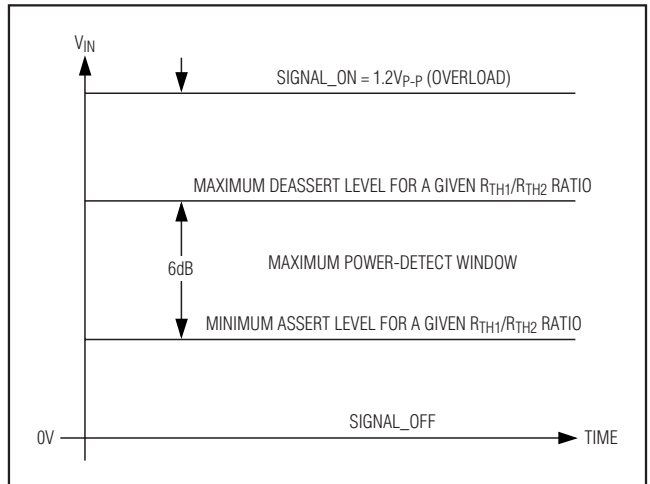 VIN
SIGNAL_ON = 1.2VP-P (OVERLOAD)
MAXIMUM DEASSERT LEVEL FOR A GIVEN RTH1/RTH2 RATIO
6dB
MAXIMUM POWER-DETECT WINDOW
MINIMUM ASSERT LEVEL FOR A GIVEN RTH1/RTH2 RATIO
SIGNAL_OFF
0V
TIME